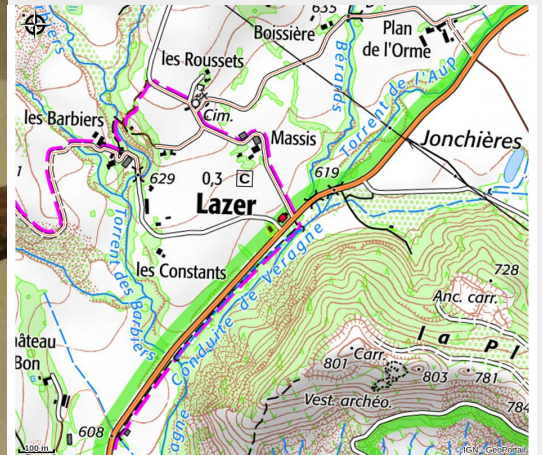 633
Boissière
Plan
de l'Orme
les Roussets
Bérards
Torrent de l'Aup
Cim.
les Barbiers
Massis
Jonchières
629
0,3
C
619
Lazer
Torrent des Barbiers
Conduite de Véragne
les Constants
728
Anc. carr.
la Pl
801
Carr.
803
781
784
Vest. archéo.
Bon
608
100 m
© IGN - GeoPortail